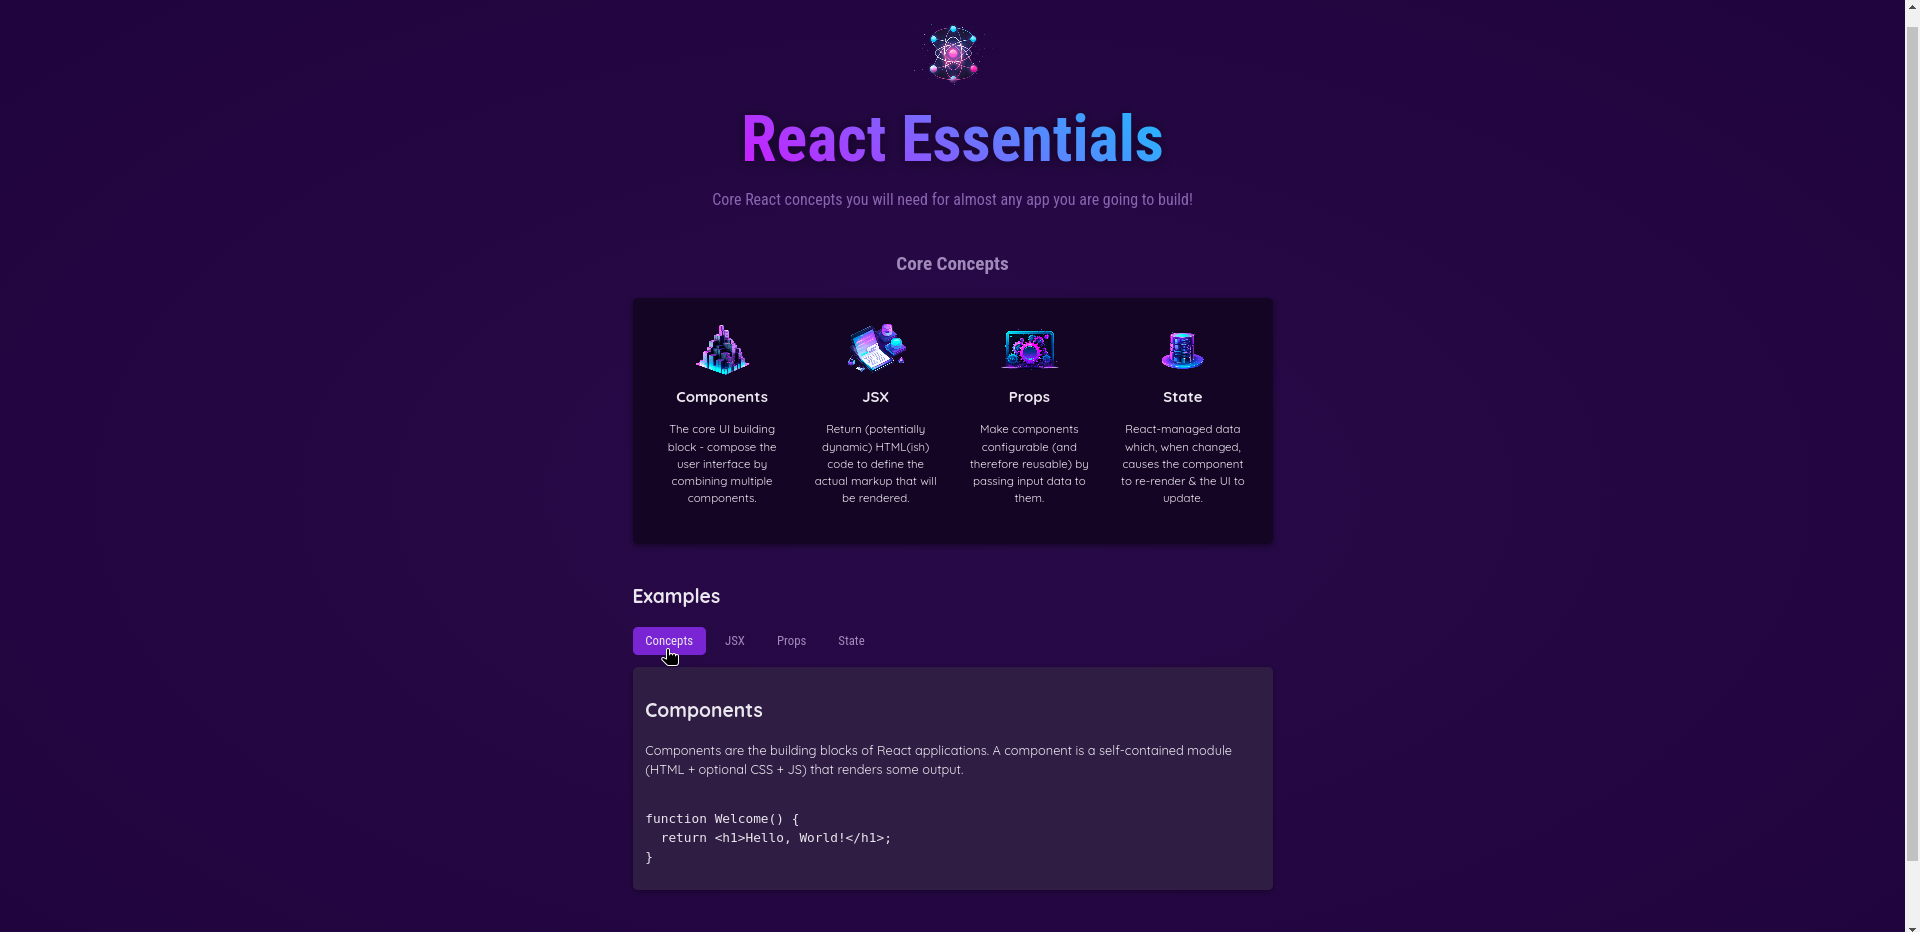 React Essentials
Core React concepts you will need for almost any app you are going to build!
Core Concepts
Components
The core UI building
block - compose the
user interface by
combining multiple
components.
JSX
Return (potentially
dynamic) HTML(ish)
code to define the
actual markup that will
be rendered.
Props
Make components
configurable (and
therefore reusable) by
passing input data to
them.
State
React-managed data
which, when changed,
causes the component
to re-render & the UI to
update.
Examples
Concepts JSX Props State
Components
Components are the building blocks of React applications. A component is a self-contained module
(HTML + optional CSS + JS) that renders some output.
function Welcome() {
  return <h1>Hello, World!</h1>;
}